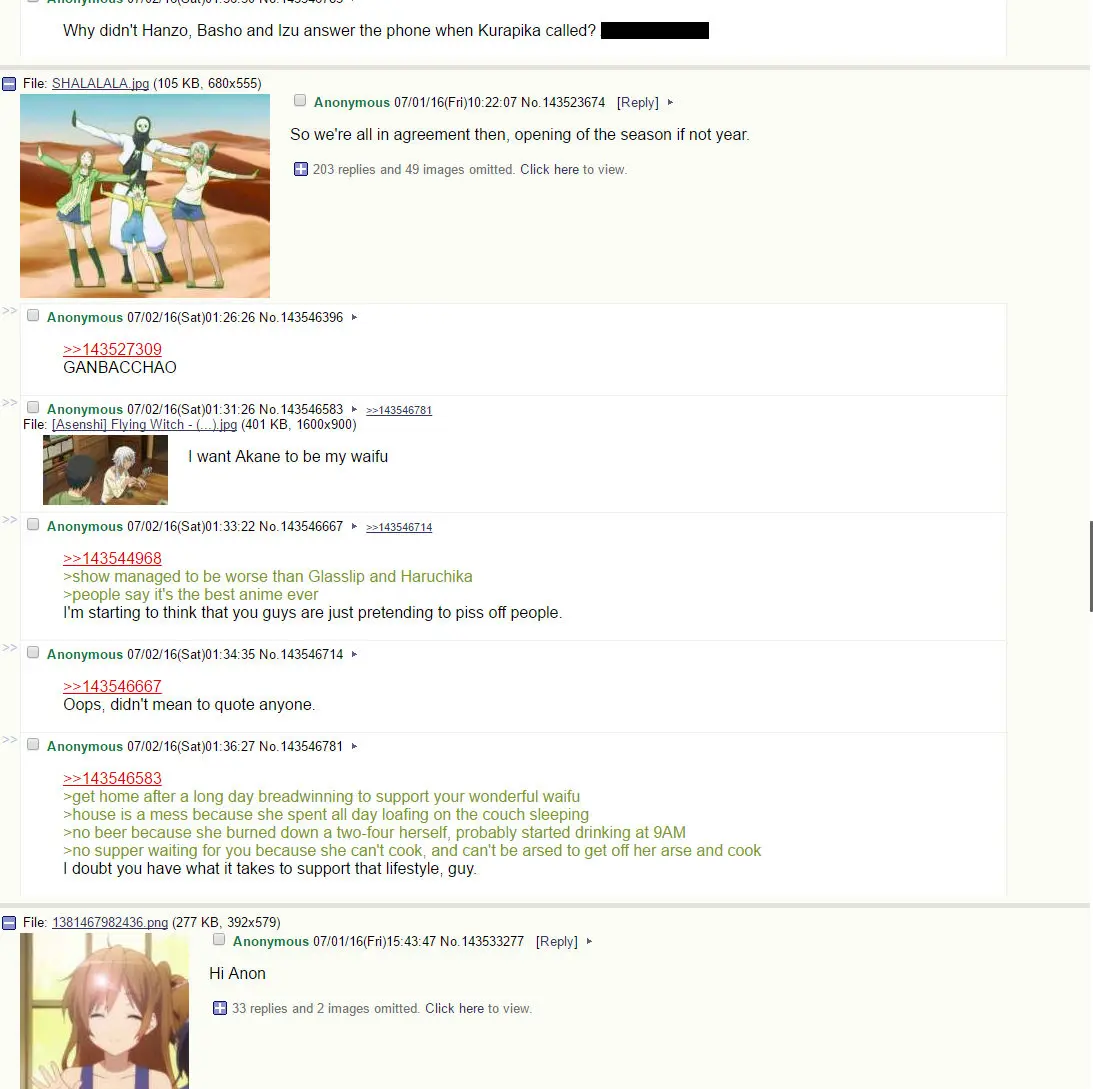 Anonymous 07/02/16(Sat)01:36:30 No.143546785
Why didn't Hanzo, Basho and Izu answer the phone when Kurapika called?
File: SHALALALA.jpg (105 KB, 680x555)
Anonymous 07/01/16(Fri)10:22:07 No.143523674 [Reply]
So we're all in agreement then, opening of the season if not year.
203 replies and 49 images omitted. Click here to view.
>> Anonymous 07/02/16(Sat)01:26:26 No.143546396
>>143527309
GANBACCHAO
>> Anonymous 07/02/16(Sat)01:31:26 No.143546583 >>143546781
File: [Asenshi] Flying Witch - (...).jpg (401 KB, 1600x900)
I want Akane to be my waifu
>> Anonymous 07/02/16(Sat)01:33:22 No.143546667 >>143546714
>>143544968
>show managed to be worse than Glasslip and Haruchika
>people say it's the best anime ever
I'm starting to think that you guys are just pretending to piss off people.
>> Anonymous 07/02/16(Sat)01:34:35 No.143546714
>>143546667
Oops, didn't mean to quote anyone.
>> Anonymous 07/02/16(Sat)01:36:27 No.143546781
>>143546583
>get home after a long day breadwinning to support your wonderful waifu
>house is a mess because she spent all day loafing on the couch sleeping
>no beer because she burned down a two-four herself, probably started drinking at 9AM
>no supper waiting for you because she can't cook, and can't be arsed to get off her arse and cook
I doubt you have what it takes to support that lifestyle, guy.
File: 1381467982436.png (277 KB, 392x579)
Anonymous 07/01/16(Fri)15:43:47 No.143533277 [Reply]
Hi Anon
33 replies and 2 images omitted. Click here to view.